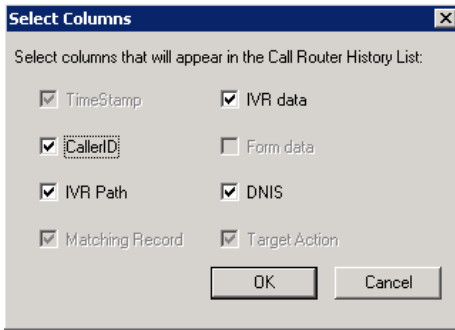 Select Columns
Select columns that will appear in the Call Router History List:
TimeStamp
IVR data
CallerID
Form data
IVR Path
DNIS
Matching Record
Target Action
OK
Cancel